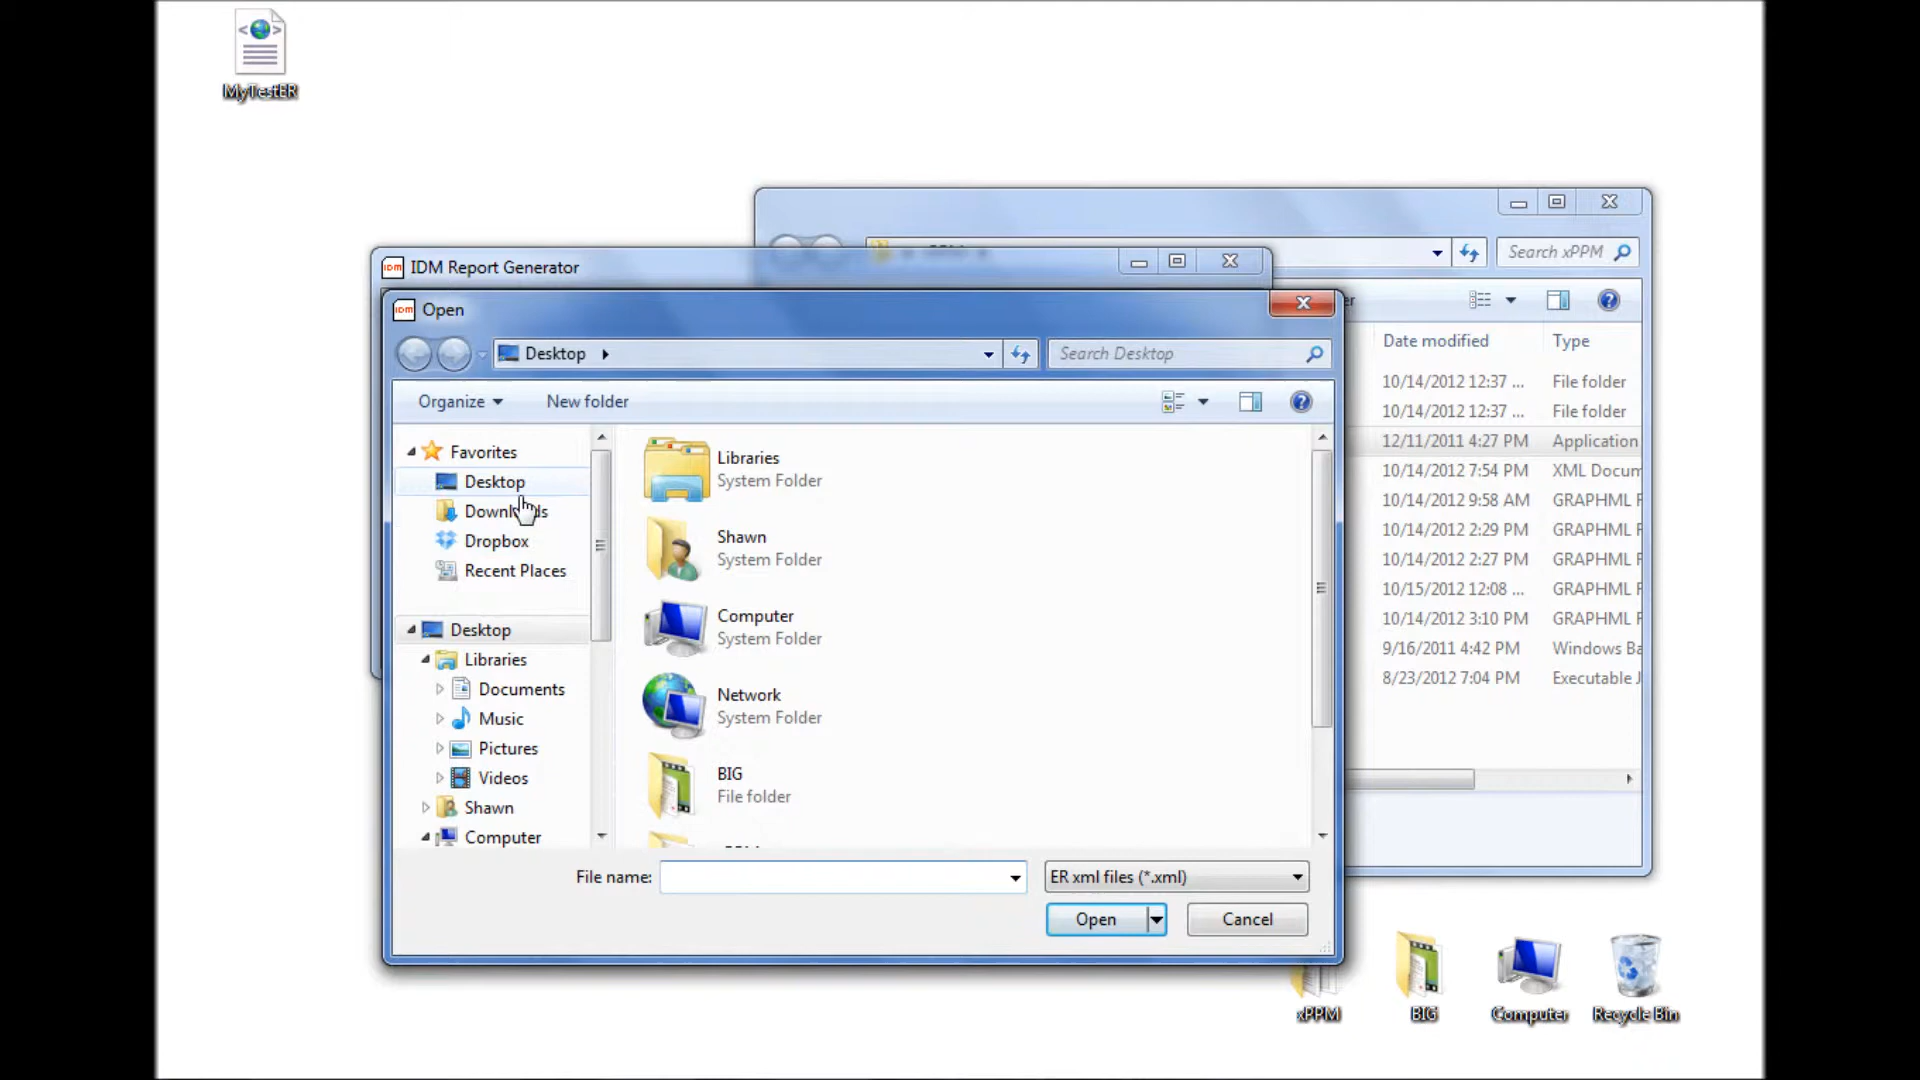 MyTestER
Search xPPM
IDM Report Generator
Open
Desktop
Search Desktop
Organize
New folder
Date modified
Type
10/14/2012 12:37 ... File folder
10/14/2012 12:37 ... File folder
12/11/2011 4:27 PM Application
10/14/2012 7:54 PM XML Docum
10/14/2012 9:58 AM GRAPHML F
10/14/2012 2:29 PM GRAPHML F
10/14/2012 2:27 PM GRAPHML F
10/15/2012 12:08 ... GRAPHML F
10/14/2012 3:10 PM GRAPHML F
9/16/2011 4:42 PM Windows Ba
8/23/2012 7:04 PM Executable J
Favorites
Desktop
Downloads
Dropbox
Recent Places
Desktop
Libraries
Documents
Music
Pictures
Videos
Shawn
Computer
Libraries
System Folder
Shawn
System Folder
Computer
System Folder
Network
System Folder
BIG
File folder
File name:
ER xml files (*.xml)
Open
Cancel
xPPM
BIG
Computer
Recycle Bin